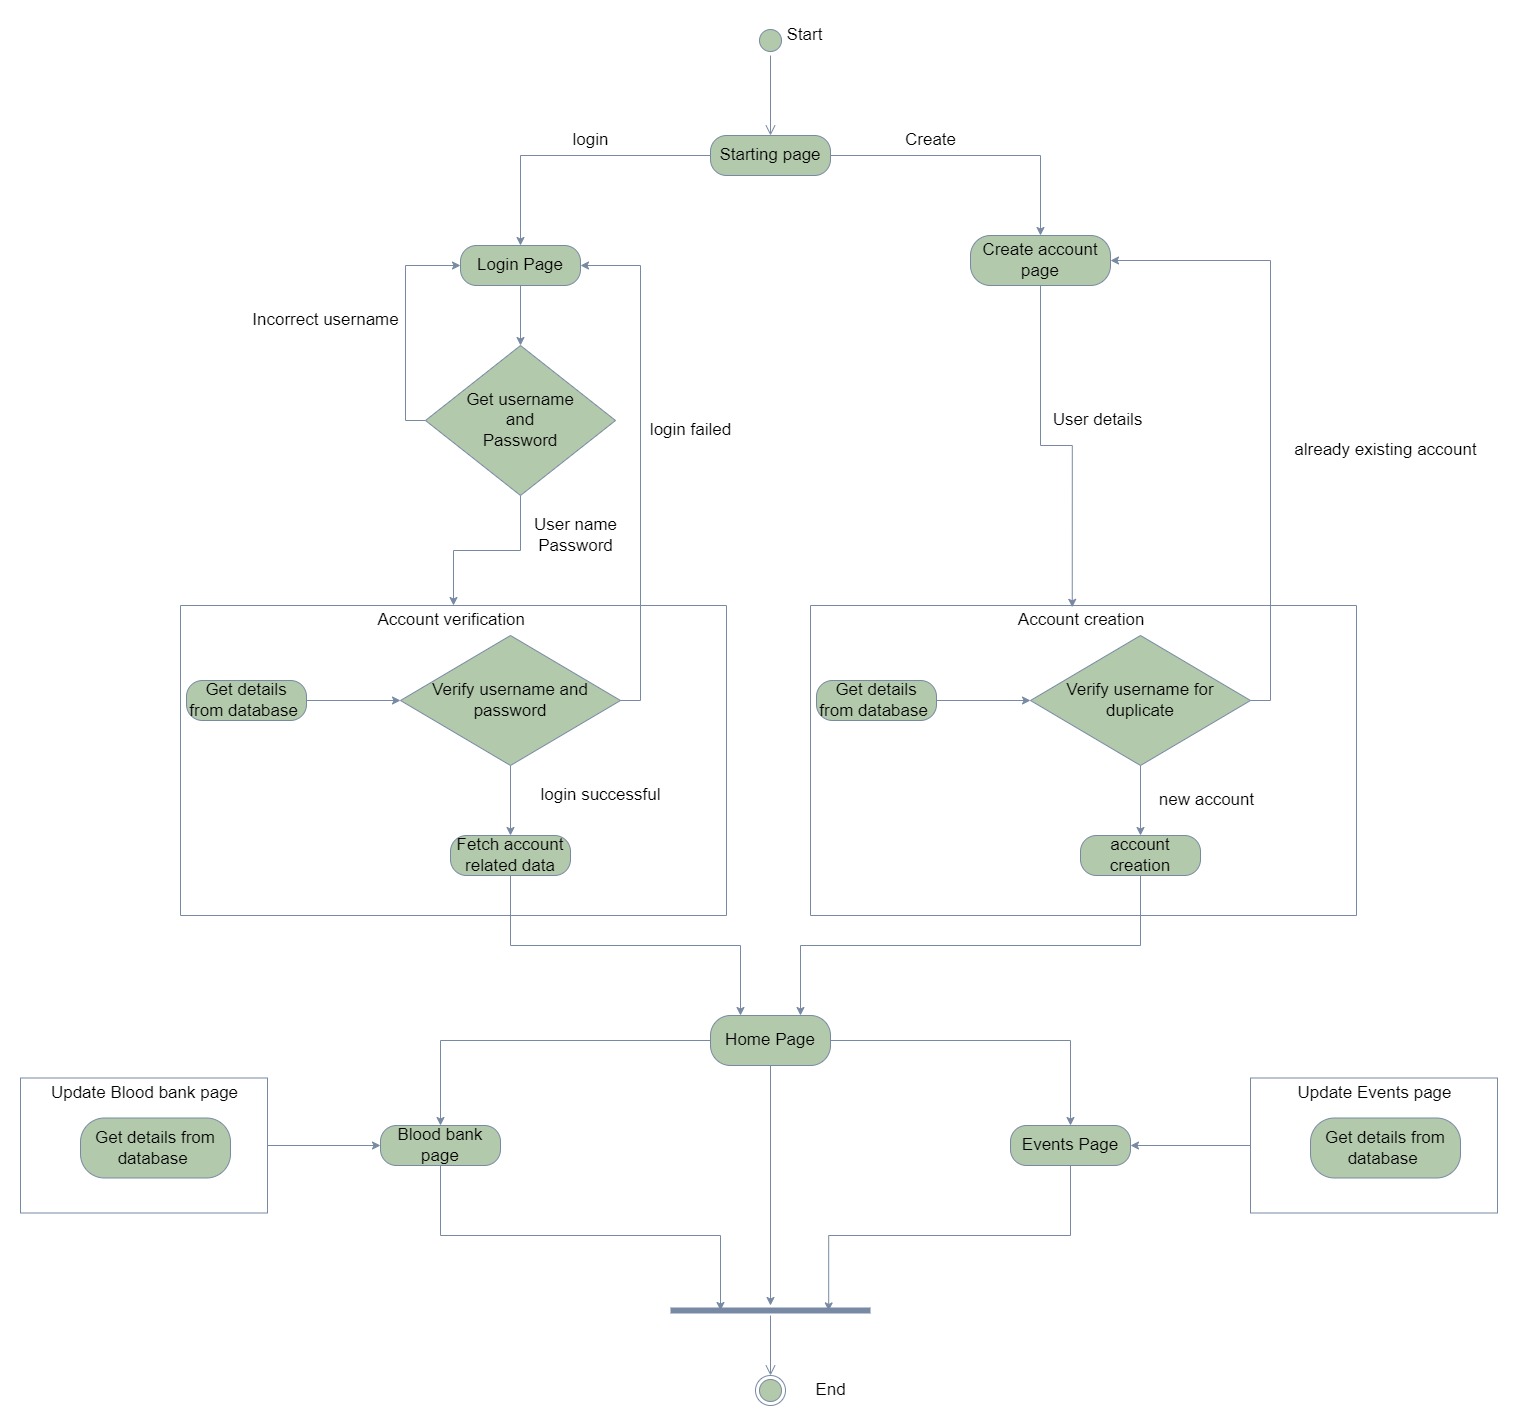 Start
Starting page
login
Create
Login Page
Create account
page
Incorrect username
Get username
and
Password
login failed
User details
already existing account
User name
Password
Account verification
Get details
from database
Verify username and
password
login successful
Fetch account
related data
Account creation
Get details
from database
Verify username for
duplicate
new account
account
creation
Home Page
Update Blood bank page
Get details from
database
Blood bank
page
Events Page
Update Events page
Get details from
database
End